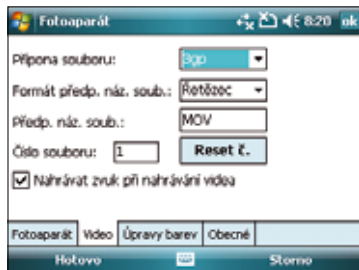 Fotoaparát 8:20 ok
Přípona souboru: 3gp
Formát předp. náz. soub.: Řetězec
Předp. náz. soub.: MOV
Číslo souboru: 1 Reset č.
Nahrávat zvuk při nahrávání videa
Fotoaparát Video Úpravy barev Obecné
Hotovo Storno